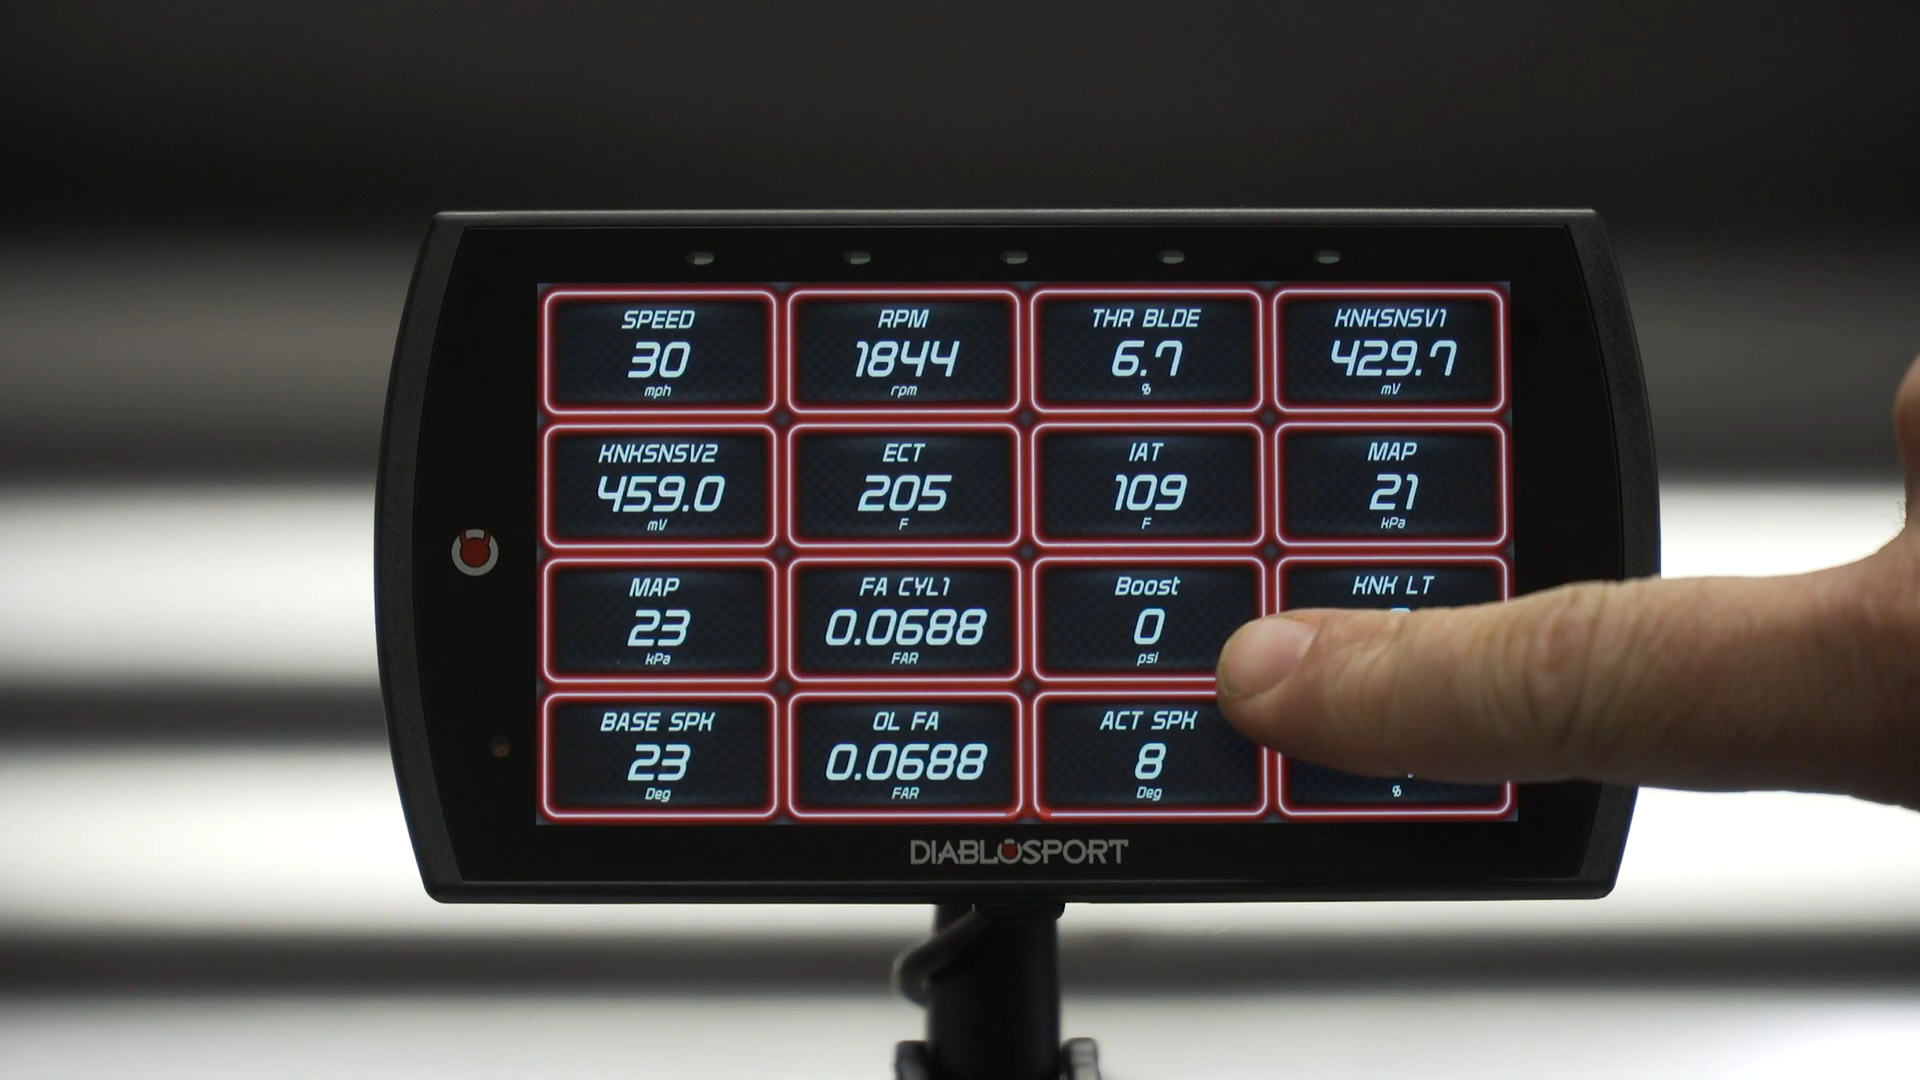 SPEED
30
mph
RPM
1844
rpm
THR BLDE
6.7
%
KNKSNSV1
429.7
mV
KNKSNSV2
459.0
mV
ECT
205
F
IAT
109
F
MAP
21
kPa
MAP
23
kPa
FA CYL1
0.0688
FAR
Boost
0
psi
KNK LT
BASE SPK
23
Deg
OL FA
0.0688
FAR
ACT SPK
8
Deg
%
DIABLOSPORT